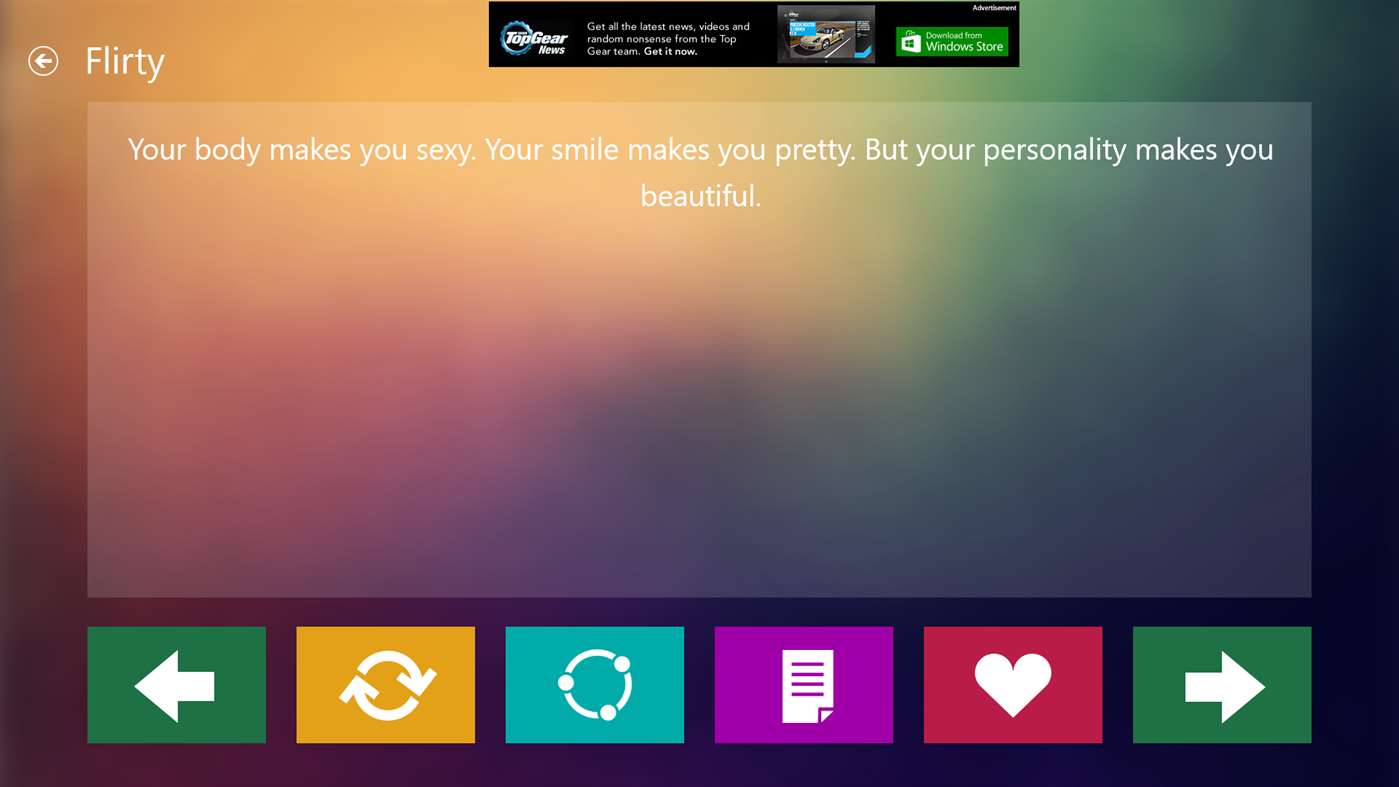 Advertisement
TopGear
News
Get all the latest news, videos and
random nonsense from the Top
Gear team. Get it now.
Download from
Windows Store
Flirty
Your body makes you sexy. Your smile makes you pretty. But your personality makes you
beautiful.